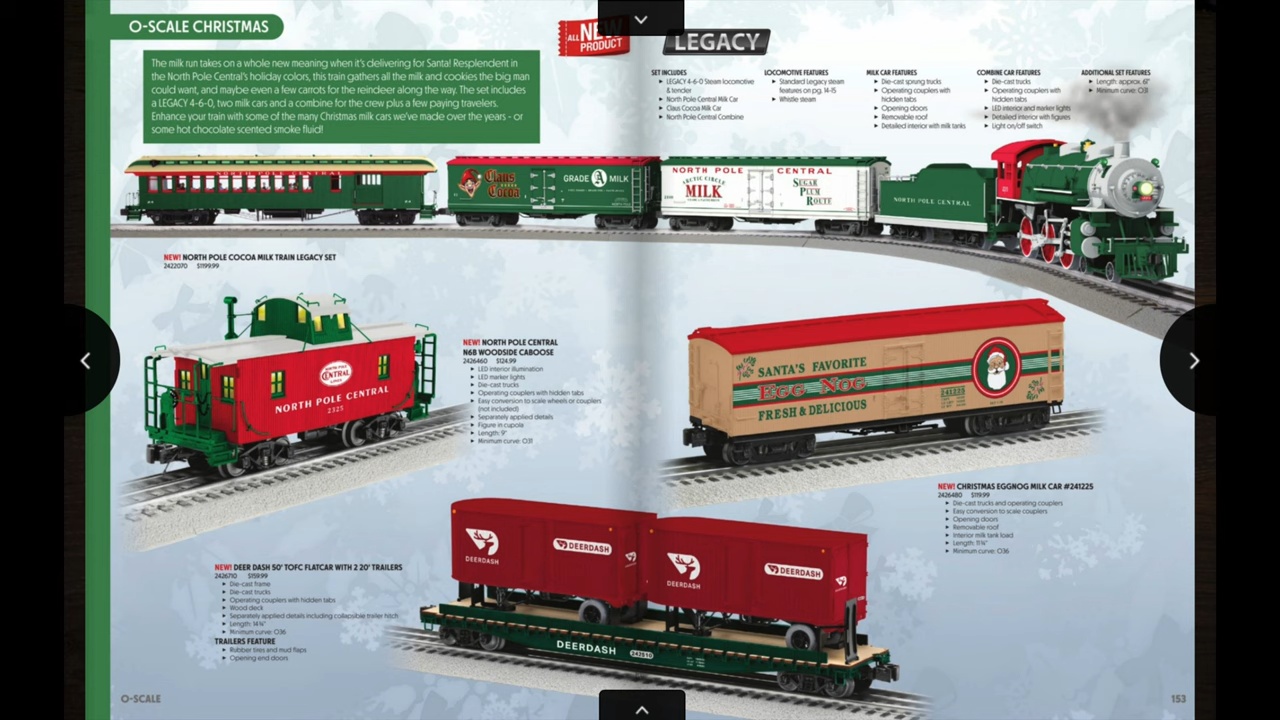 O-SCALE CHRISTMAS
ALL NEW
PRODUCT
LEGACY
The milk run takes on a whole new meaning when it's delivering for Santa! Resplendent in
the North Pole Central's holiday colors, this train gathers all the milk and cookies the big man
could want, and maybe even a few carrots for the reindeer along the way. The set includes
a LEGACY 4-6-0, two milk cars and a combine for the crew plus a few paying travelers.
Enhance your train with some of the many Christmas milk cars we've made over the years - or
some hot chocolate scented smoke fluid!
SET INCLUDES
▸ LEGACY 4-6-0 Steam locomotive
& tender
▸ North Pole Central Milk Car
▸ Claus Cocoa Milk Car
▸ North Pole Central Combine
LOCOMOTIVE FEATURES
▸ Standard Legacy steam
features on pg. 14-15
▸ Whistle steam
MILK CAR FEATURES
▸ Die-cast sprung trucks
▸ Operating couplers with
hidden tabs
▸ Opening doors
▸ Removable roof
▸ Detailed interior with milk tanks
COMBINE CAR FEATURES
▸ Die-cast trucks
▸ Operating couplers with
hidden tabs
▸ LED interior and marker lights
▸ Detailed interior with figures
▸ Light on/off switch
ADDITIONAL SET FEATURES
▸ Length: approx. 61"
▸ Minimum curve: O31
NORTH POLE CENTRAL
Claus
Cocoa
GRADE A MILK
NORTH POLE CENTRAL
ARCTIC CIRCLE
MILK
SUGAR
PLUM
ROUTE
NORTH POLE CENTRAL
NEW! NORTH POLE COCOA MILK TRAIN LEGACY SET
2422070 $1199.99
NORTH POLE
CENTRAL
LINES
NORTH POLE CENTRAL
2325
NEW! NORTH POLE CENTRAL
N6B WOODSIDE CABOOSE
2426460 $124.99
▸ LED interior illumination
▸ LED marker lights
▸ Die-cast trucks
▸ Operating couplers with hidden tabs
▸ Easy conversion to scale wheels or couplers
(not included)
▸ Separately applied details
▸ Figure in cupola
▸ Length: 9"
▸ Minimum curve: O31
SANTA'S FAVORITE
Egg Nog
FRESH & DELICIOUS
241225
NEW! CHRISTMAS EGGNOG MILK CAR #241225
2426480 $119.99
▸ Die-cast trucks and operating couplers
▸ Easy conversion to scale couplers
▸ Opening doors
▸ Removable roof
▸ Interior milk tank load
▸ Length: 11 ¾"
▸ Minimum curve: O36
NEW! DEER DASH 50' TOFC FLATCAR WITH 2 20' TRAILERS
2426710 $159.99
▸ Die-cast frame
▸ Die-cast trucks
▸ Operating couplers with hidden tabs
▸ Wood deck
▸ Separately applied details including collapsible trailer hitch
▸ Length: 14 ¼"
▸ Minimum curve: O36
TRAILERS FEATURE
▸ Rubber tires and mud flaps
▸ Opening end doors
DEERDASH
DEERDASH
DEERDASH
DEERDASH
DEERDASH
O-SCALE
153